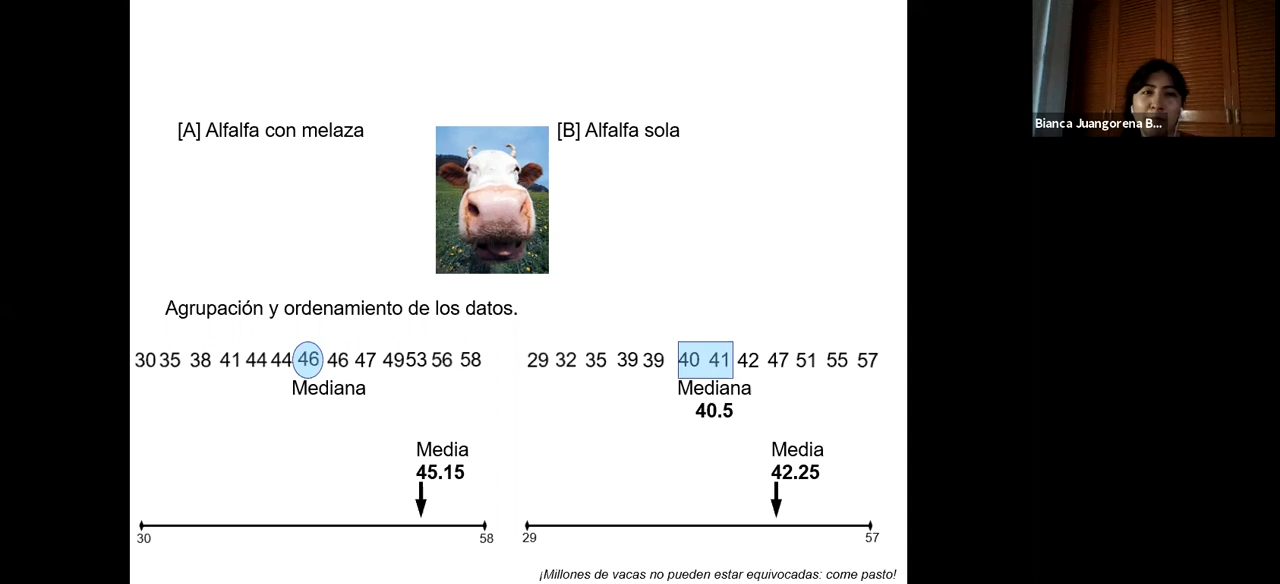 [A] Alfalfa con melaza
[B] Alfalfa sola
Bianca Juangorena B...
Agrupación y ordenamiento de los datos.
30 35 38 41 44 44 46 46 47 49 53 56 58
Mediana
29 32 35 39 39 40 41 42 47 51 55 57
Mediana
40.5
Media
45.15
Media
42.25
30 58
29 57
¡Millones de vacas no pueden estar equivocadas: come pasto!